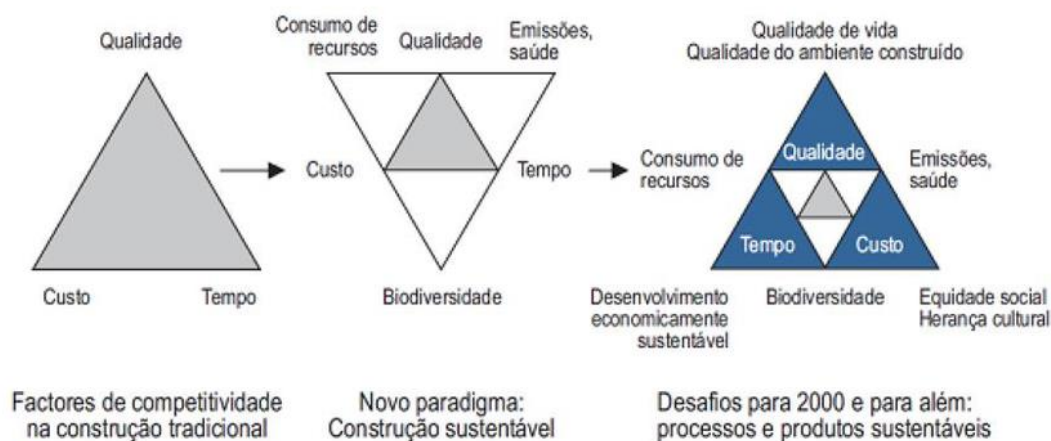 Qualidade
Custo
Tempo
Factores de competitividade
na construção tradicional
Consumo de
recursos
Qualidade
Emissões,
saúde
Custo
Tempo
Biodiversidade
Novo paradigma:
Construção sustentável
Qualidade de vida
Qualidade do ambiente construído
Consumo de
recursos
Qualidade
Emissões,
saúde
Tempo
Custo
Desenvolvimento
economicamente
sustentável
Biodiversidade
Equidade social
Herança cultural
Desafios para 2000 e para além:
processos e produtos sustentáveis